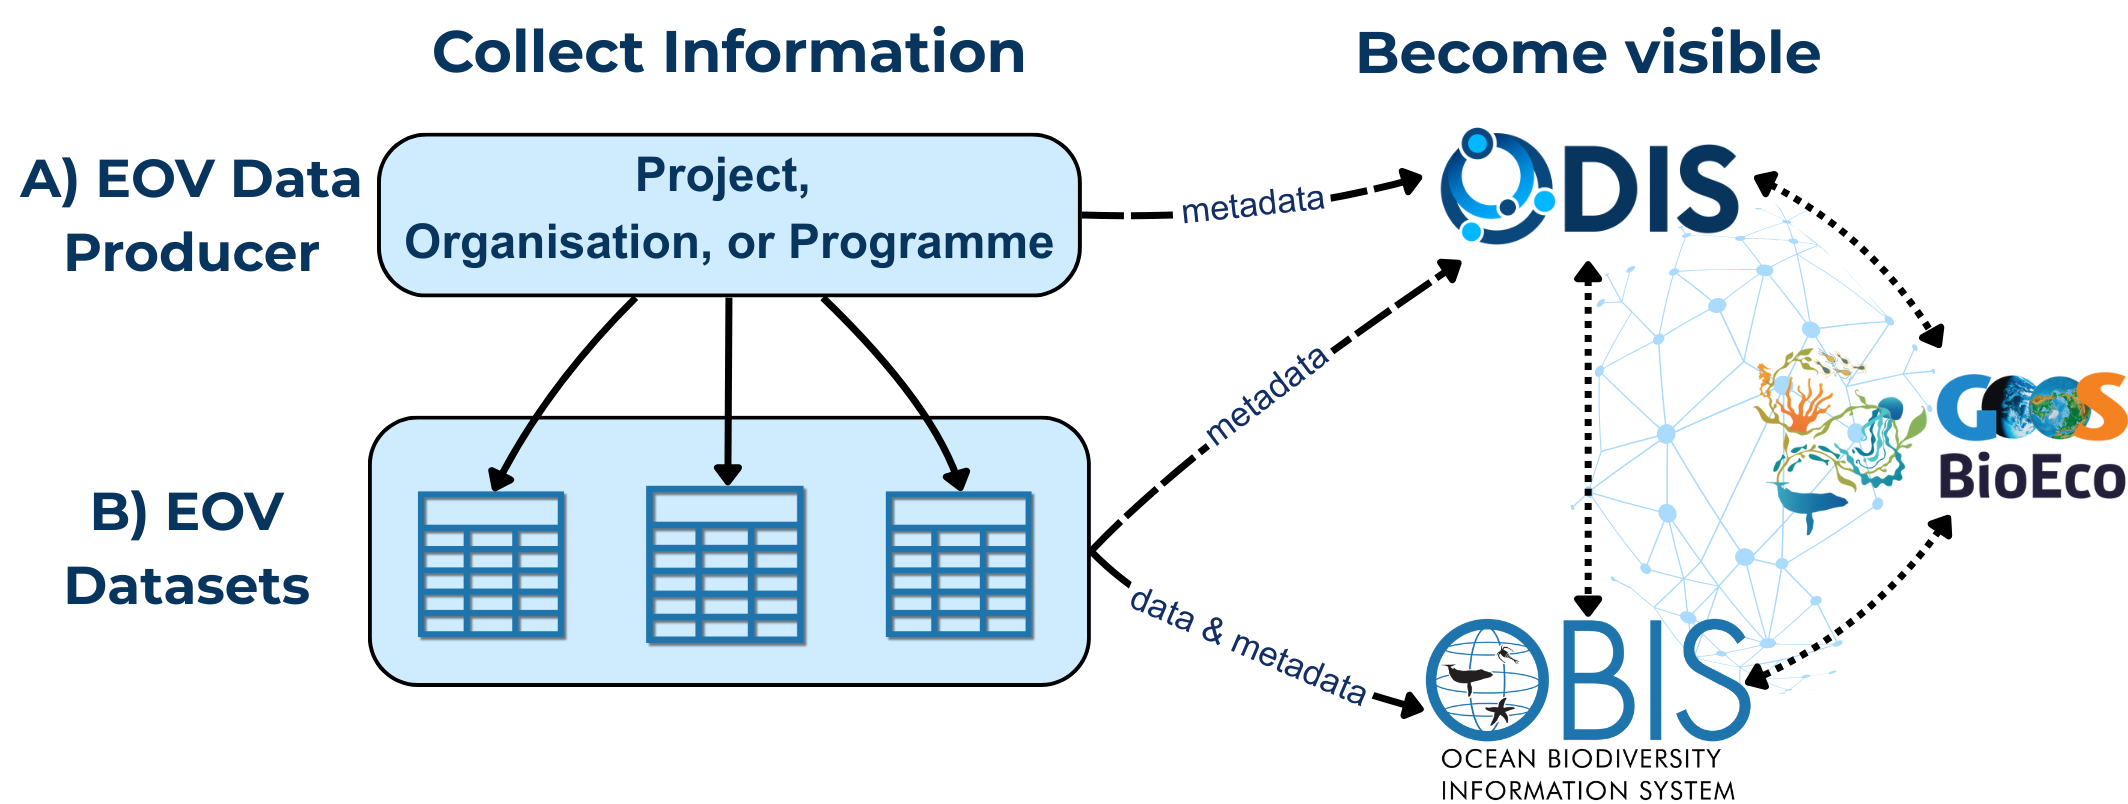 Collect Information
Become visible
A) EOV Data
Producer
Project,
Organisation, or Programme
metadata
ODIS
metadata
GOOS
BioEco
B) EOV
Datasets
data & metadata
OBIS
OCEAN BIODIVERSITY
INFORMATION SYSTEM